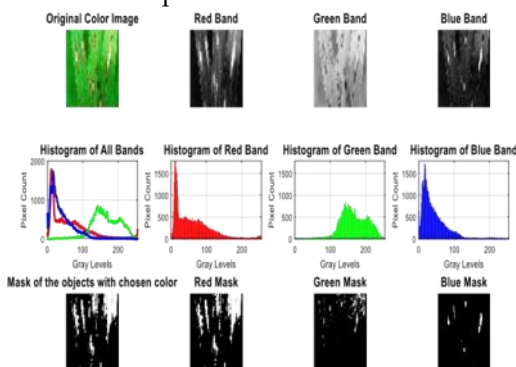 Original Color Image Red Band Green Band Blue Band
Histogram of All Bands Histogram of Red Band Histogram of Green Band Histogram of Blue Band
Pixel Count Pixel Count Pixel Count Pixel Count
2000 1500 1500 1500
1000 1000 1000 1000
500 500 500
0 0 0 0
0 100 200 0 100 200 0 100 200 0 100 200
Gray Levels Gray Levels Gray Levels Gray Levels
Mask of the objects with chosen color Red Mask Green Mask Blue Mask